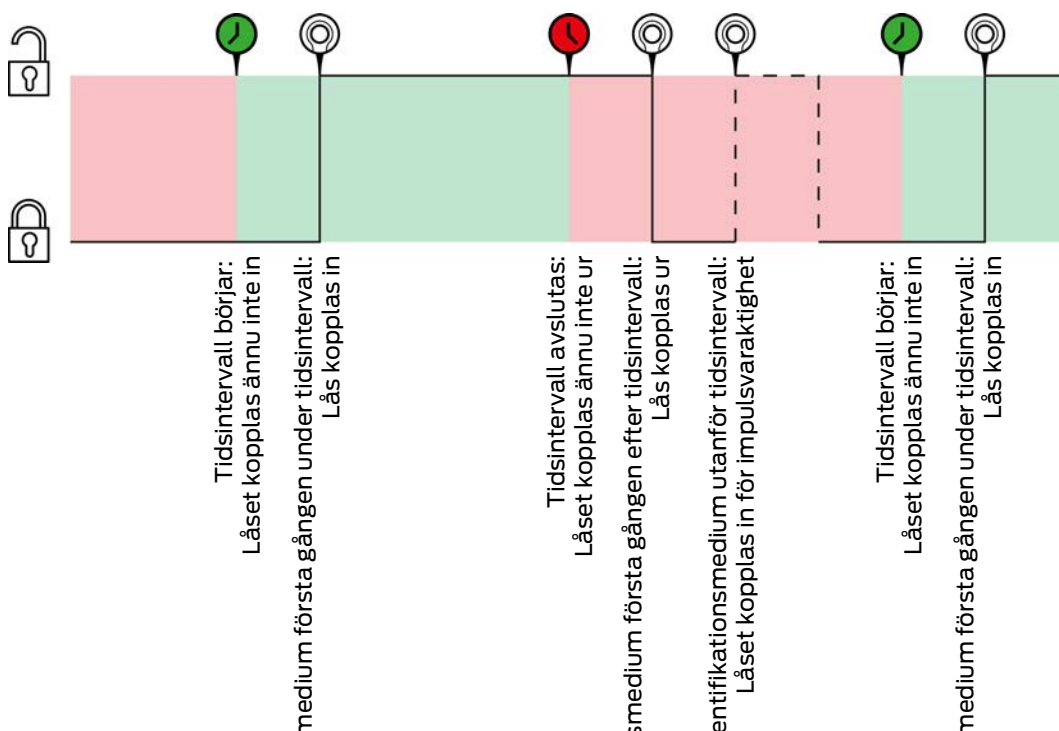 Tidsintervall börjar:
Låset kopplas ännu inte in
medium första gången under tidsintervall:
Lås kopplas in
Tidsintervall avslutas:
Låset kopplas ännu inte ur
smedium första gången efter tidsintervall:
Lås kopplas ur
entifikationsmedium utanför tidsintervall:
Låset kopplas in för impulsvaraktighet
Tidsintervall börjar:
Låset kopplas ännu inte in
medium första gången under tidsintervall:
Lås kopplas in